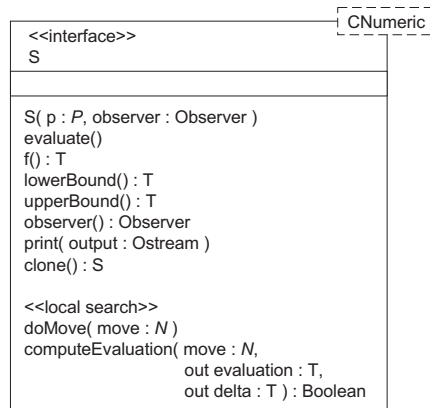 CNumeric
<<interface>>
S
S( p : P, observer : Observer )
evaluate()
f() : T
lowerBound() : T
upperBound() : T
observer() : Observer
print( output : Ostream )
clone() : S
<<local search>>
doMove( move : N )
computeEvaluation( move : N,
out evaluation : T,
out delta : T ) : Boolean